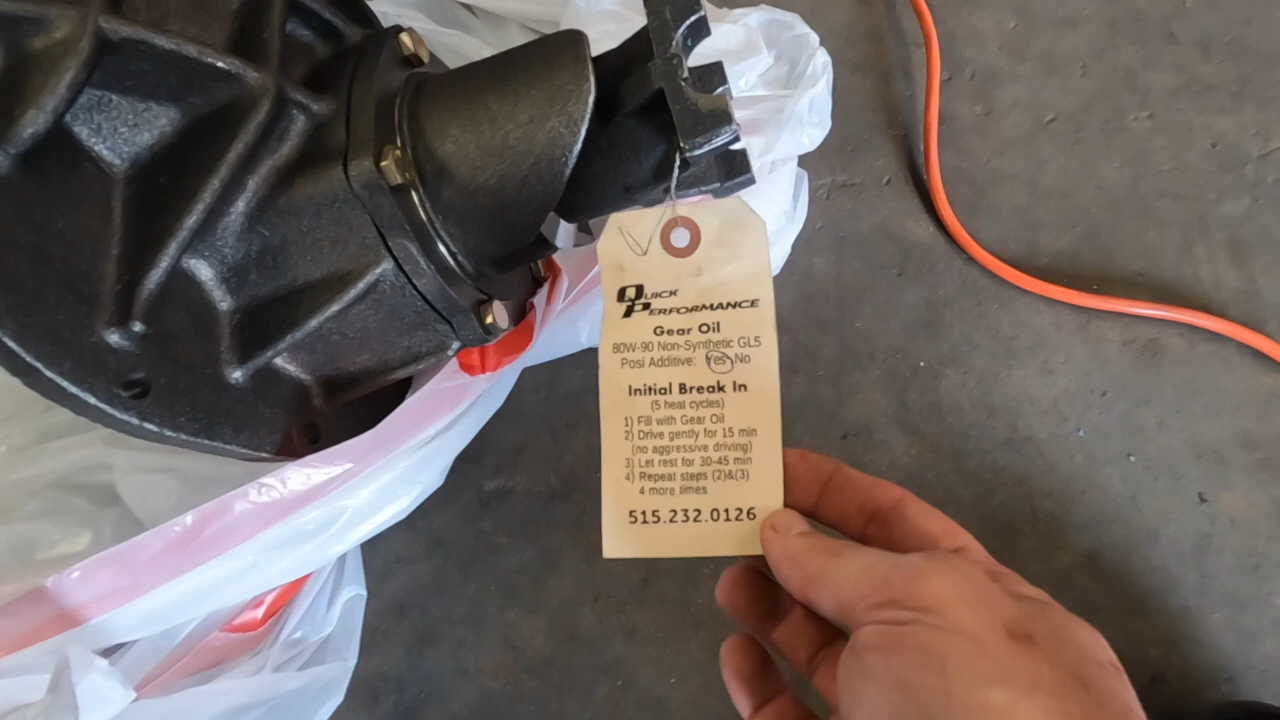 Quick
Performance
Gear Oil
80W-90 Non-Synthetic GL5
Posi Additive: Yes No
Initial Break In
(5 heat cycles)
1) Fill with Gear Oil
2) Drive gently for 15 min
(no aggressive driving)
3) Let rest for 30-45 min
4) Repeat steps (2)&(3)
4 more times
515.232.0126